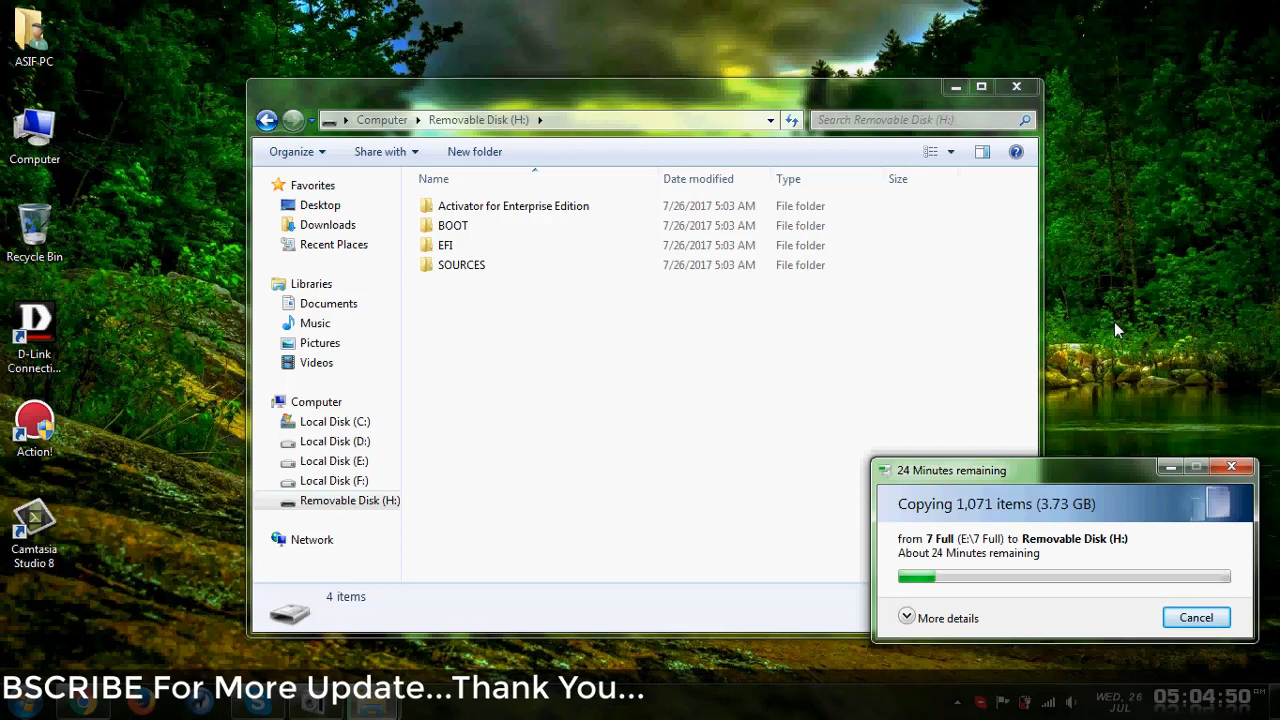 ASIF-PC
Computer
Recycle Bin
D-Link
Connecti...
Action!
Camtasia
Studio 8
Computer
Removable Disk (H:)
Search Removable Disk (H:)
Organize
Share with
New folder
Name
Date modified
Type
Size
Favorites
Desktop
Downloads
Recent Places
Libraries
Documents
Music
Pictures
Videos
Computer
Local Disk (C:)
Local Disk (D:)
Local Disk (E:)
Local Disk (F:)
Removable Disk (H:)
Network
Activator for Enterprise Edition 7/26/2017 5:03 AM File folder
BOOT 7/26/2017 5:03 AM File folder
EFI 7/26/2017 5:03 AM File folder
SOURCES 7/26/2017 5:03 AM File folder
4 items
24 Minutes remaining
Copying 1,071 items (3.73 GB)
from 7 Full (E:\7 Full) to Removable Disk (H:)
About 24 Minutes remaining
More details
Cancel
BSCRIBE For More Update...Thank You...
WED, 26
JUL
05:04:50 AM